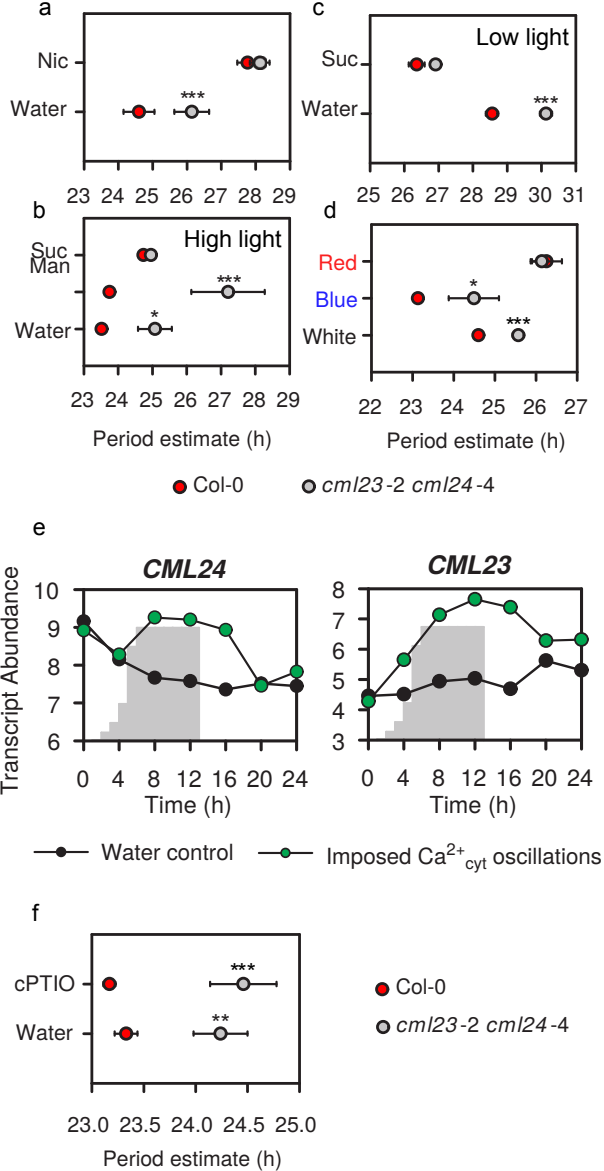 a
Nic
Water
***
23 24 25 26 27 28 29
c
Low light
Suc
Water
***
25 26 27 28 29 30 31
b
High light
Suc
Man
***
Water
*
23 24 25 26 27 28 29
Period estimate (h)
d
Red
Blue
*
White
***
22 23 24 25 26 27
Period estimate (h)
Col-0
cml23-2 cml24-4
e
CML24
Transcript Abundance
10
9
8
7
6
0 4 8 12 16 20 24
Time (h)
CML23
8
7
6
5
4
3
0 4 8 12 16 20 24
Time (h)
Water control
Imposed Ca2+cyt oscillations
f
cPTIO
***
Water
**
23.0 23.5 24.0 24.5 25.0
Period estimate (h)
Col-0
cml23-2 cml24-4